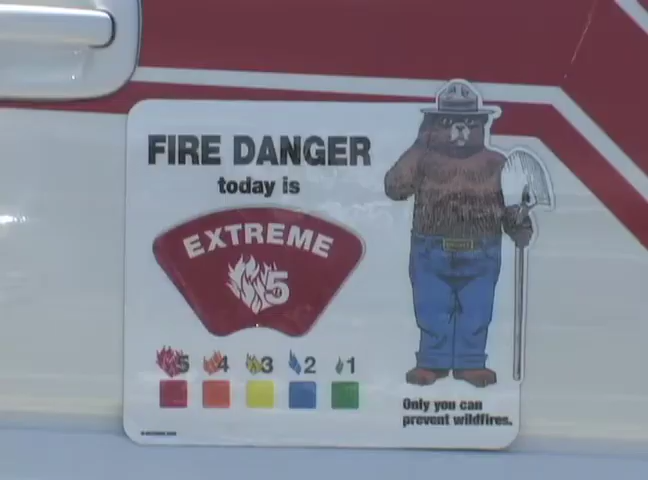 FIRE DANGER
today is
EXTREME
5
5 4 3 2 1
Only you can
prevent wildfires.